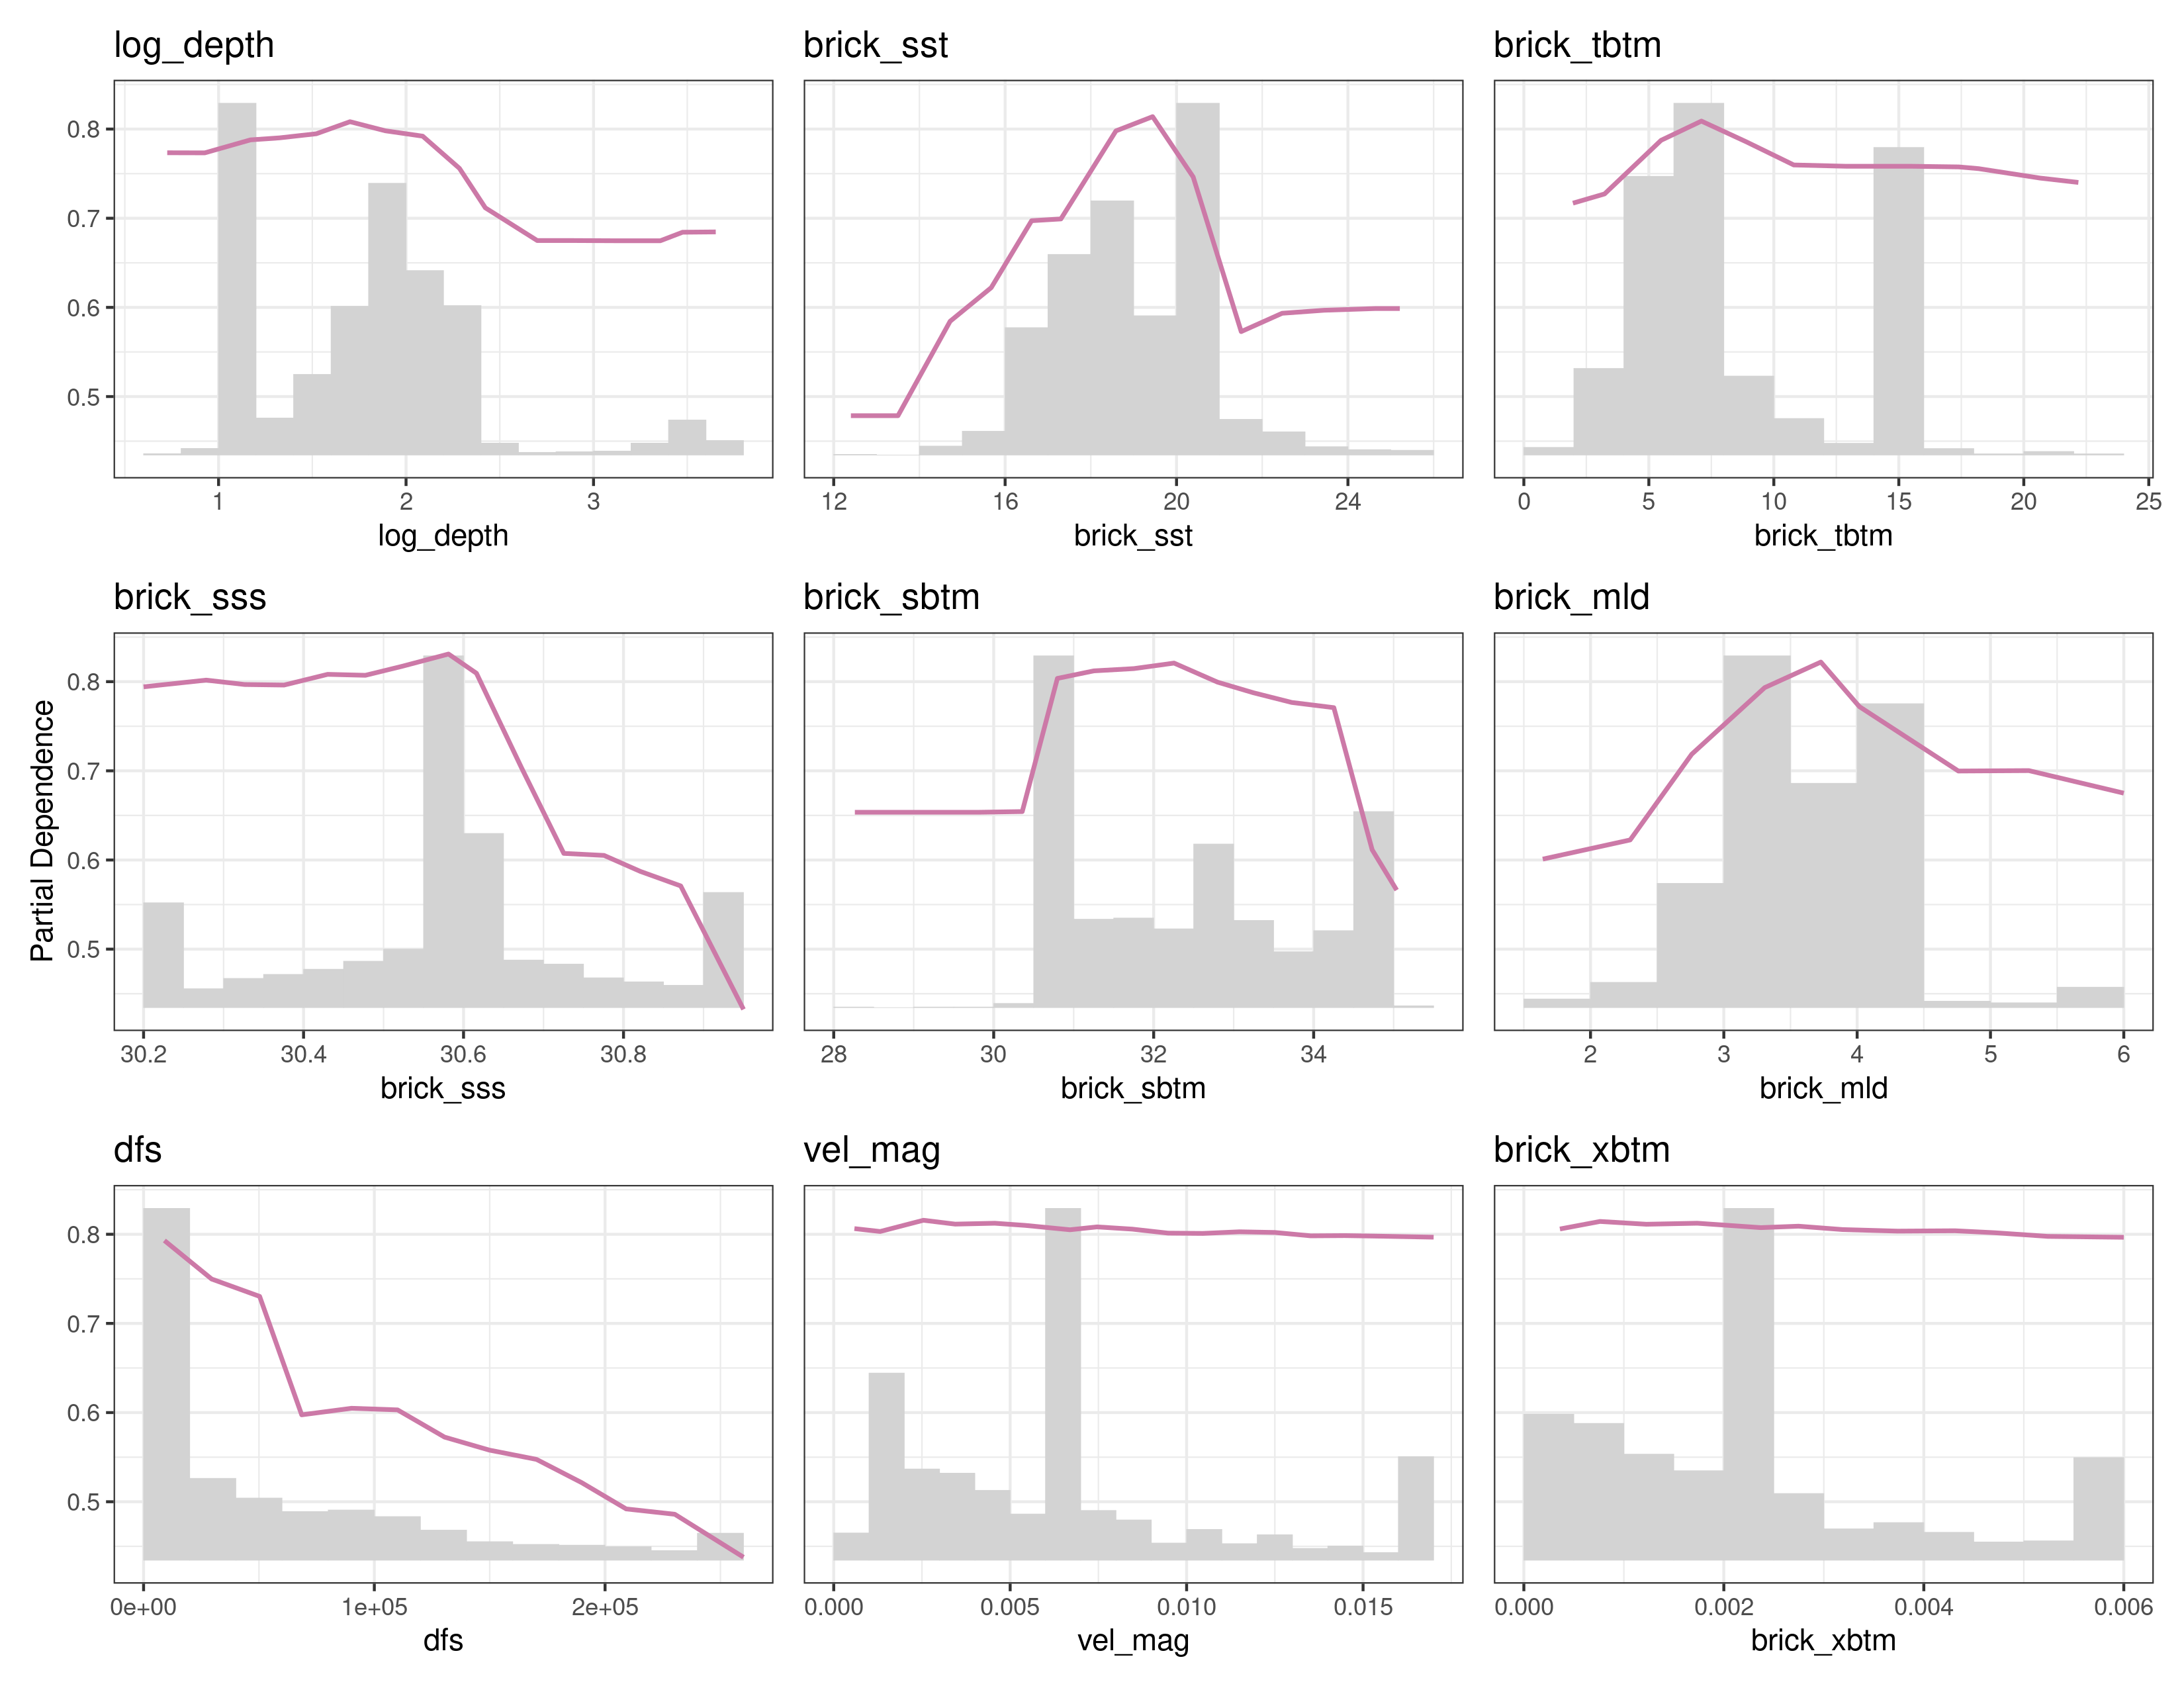 log_depth
brick_sst
brick_tbtm
0.8
0.7
0.6
0.5
1 2 3
12 16 20 24
0 5 10 15 20 25
log_depth
brick_sst
brick_tbtm
brick_sss
brick_sbtm
brick_mld
Partial Dependence
0.8
0.7
0.6
0.5
30.2 30.4 30.6 30.8
28 30 32 34
2 3 4 5 6
brick_sss
brick_sbtm
brick_mld
dfs
vel_mag
brick_xbtm
0.8
0.7
0.6
0.5
0e+00 1e+05 2e+05
0.000 0.005 0.010 0.015
0.000 0.002 0.004 0.006
dfs
vel_mag
brick_xbtm